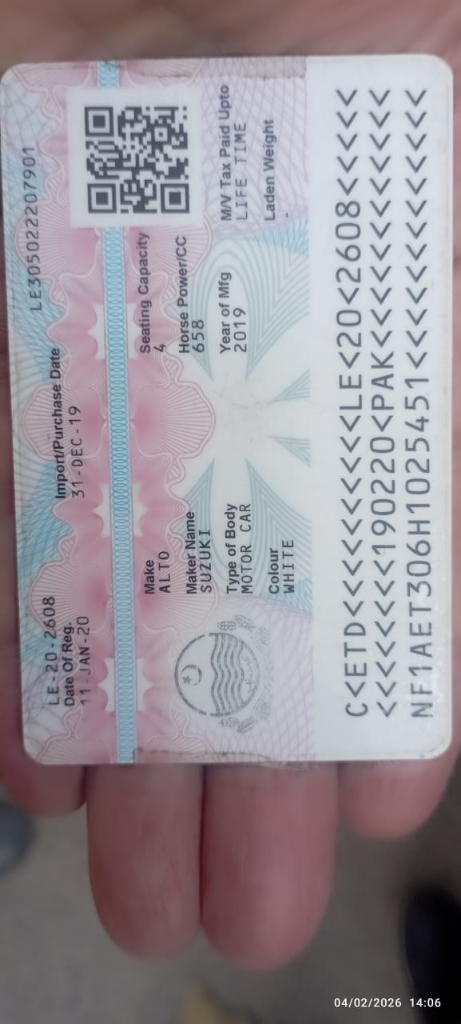 LE305022207901
LE-20-2608
Date Of Reg.
11-JAN-20
Import/Purchase Date
31-DEC-19
Make
ALTO
Seating Capacity
4
Maker Name
SUZUKI
Horse Power/CC
658
Type of Body
MOTOR CAR
Year of Mfg
2019
M/V Tax Paid Upto
LIFE TIME
Colour
WHITE
Laden Weight
-
C<ETD<<<<<<<<<LE<20<2608<<<<<
<<<<<<190220<PAK<<<<<<<<<<<<<
NF1AET306H1025451<<<<<<<<<<<<
04/02/2026 14:06